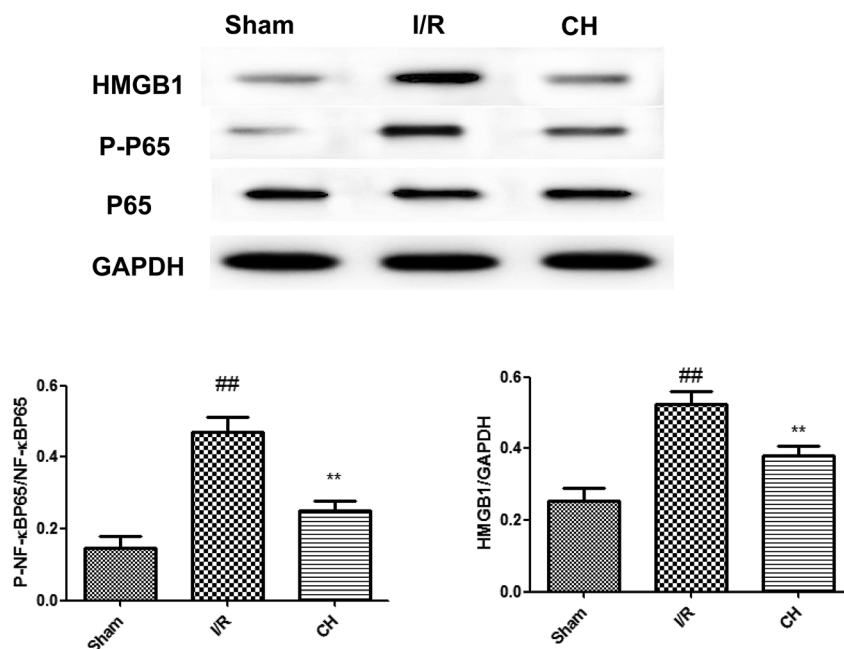 Sham I/R CH
HMGB1
P-P65
P65
GAPDH
P-NF-κBP65/NF-κBP65
0.6
0.4
0.2
0.0
##
**
Sham
I/R
CH
HMGB1/GAPDH
0.6
0.4
0.2
0.0
##
**
Sham
I/R
CH